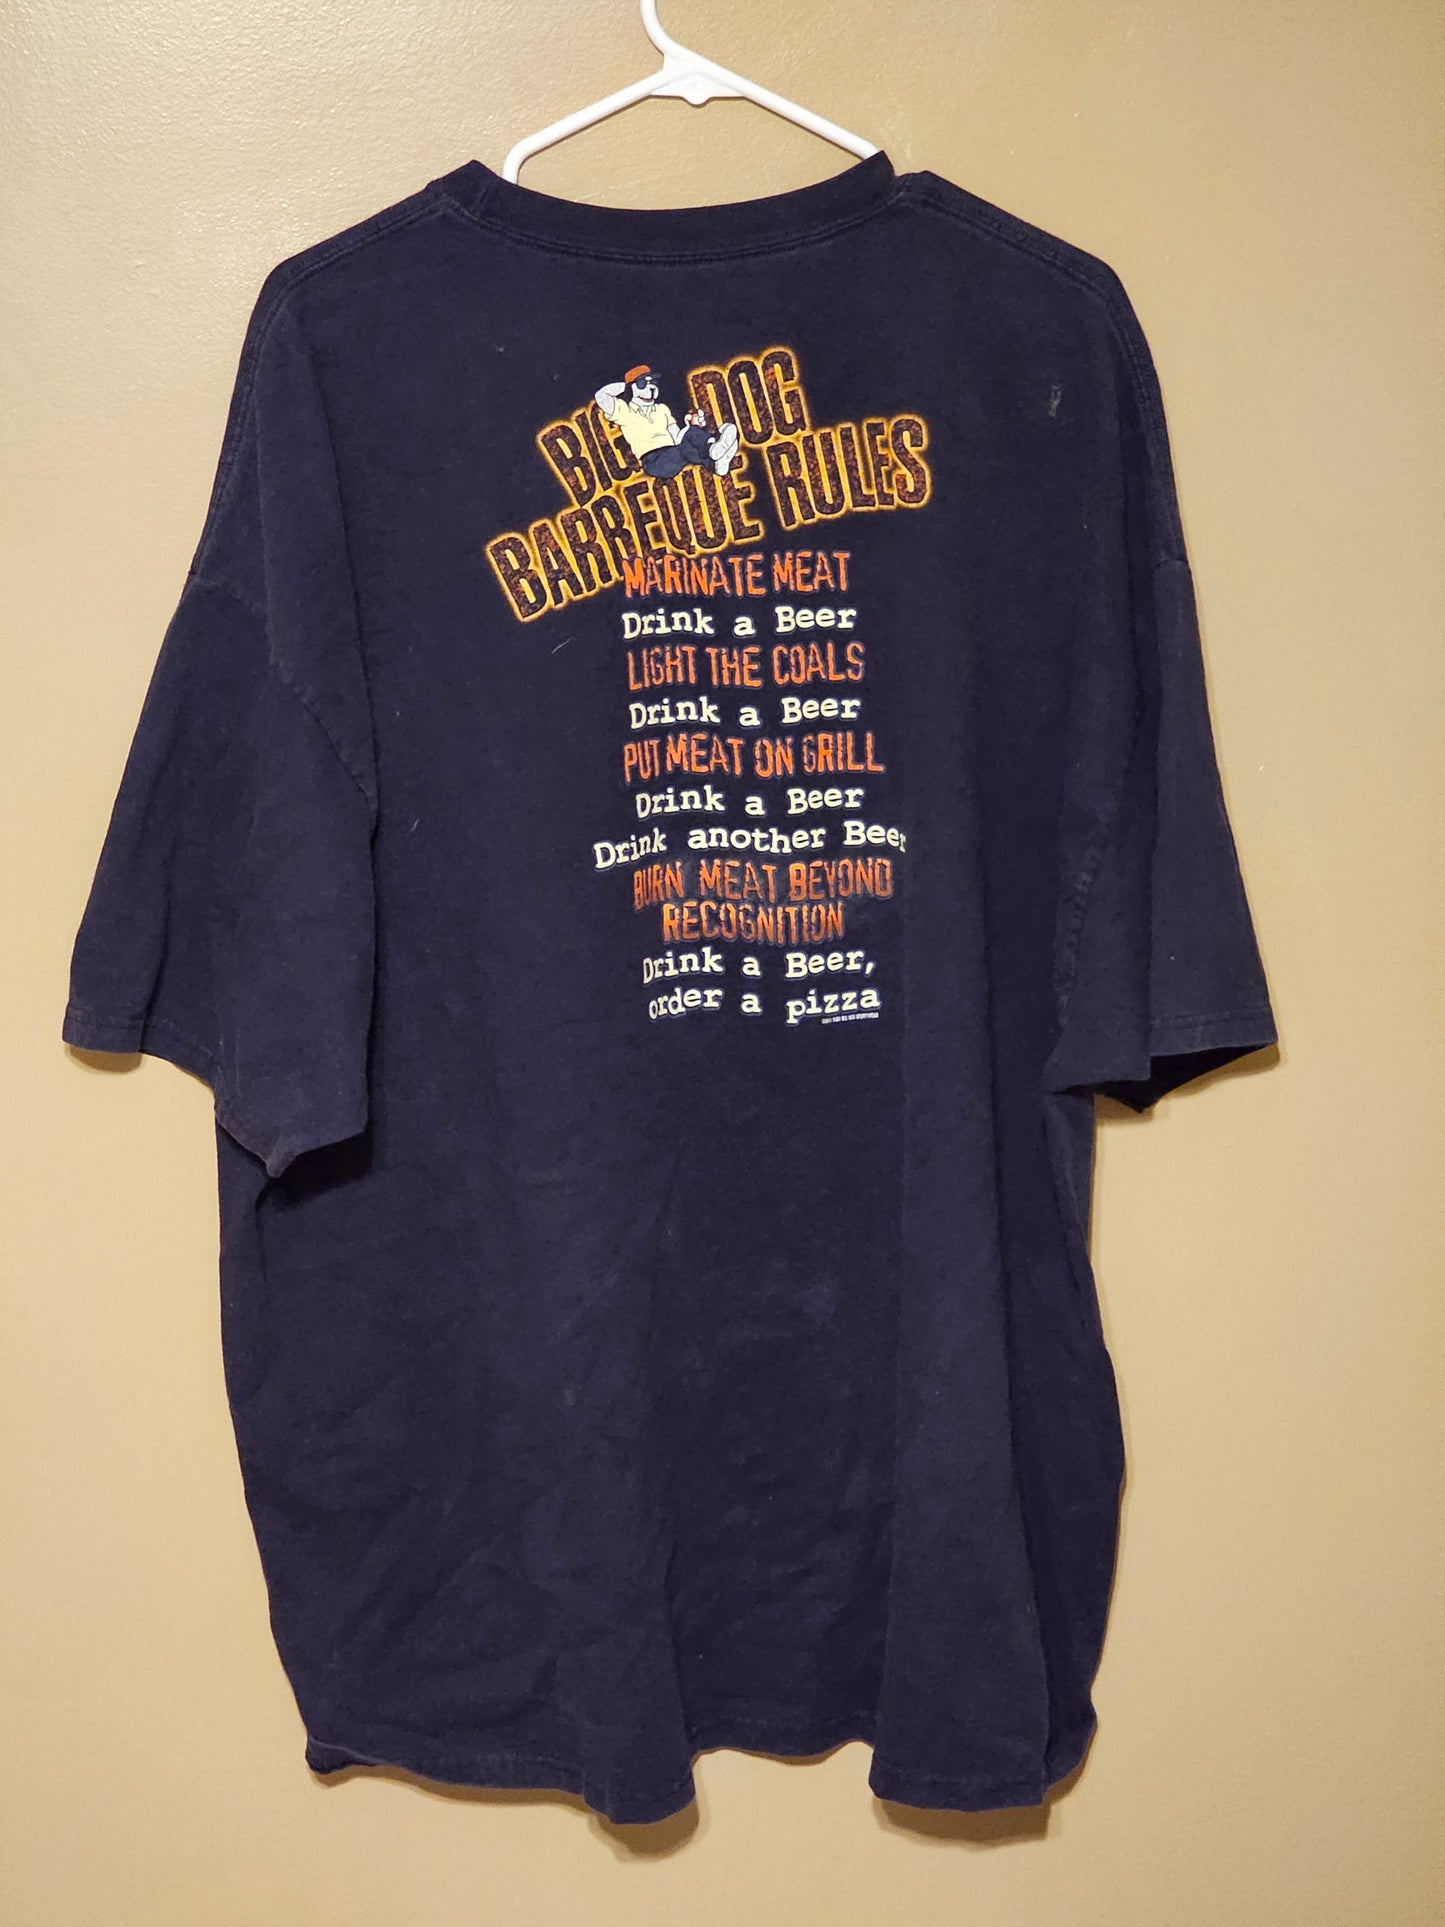 BIG DOG
BARBEQUE RULES
MARINATE MEAT
Drink a Beer
LIGHT THE COALS
Drink a Beer
PUT MEAT ON GRILL
Drink a Beer
Drink another Beer
BURN MEAT BEYOND
RECOGNITION
Drink a Beer,
order a pizza